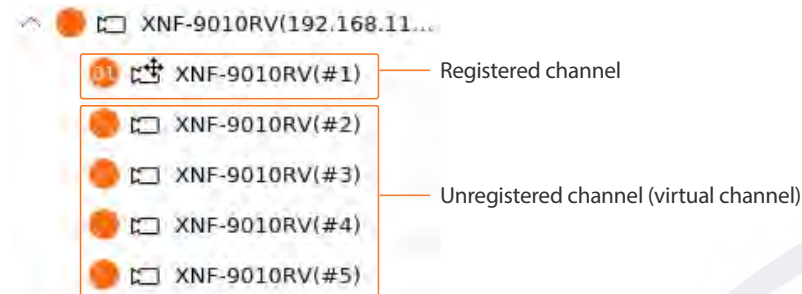 XNF-9010RV(192.168.11...
01 XNF-9010RV(#1) Registered channel
XNF-9010RV(#2)
XNF-9010RV(#3)
Unregistered channel (virtual channel)
XNF-9010RV(#4)
XNF-9010RV(#5)